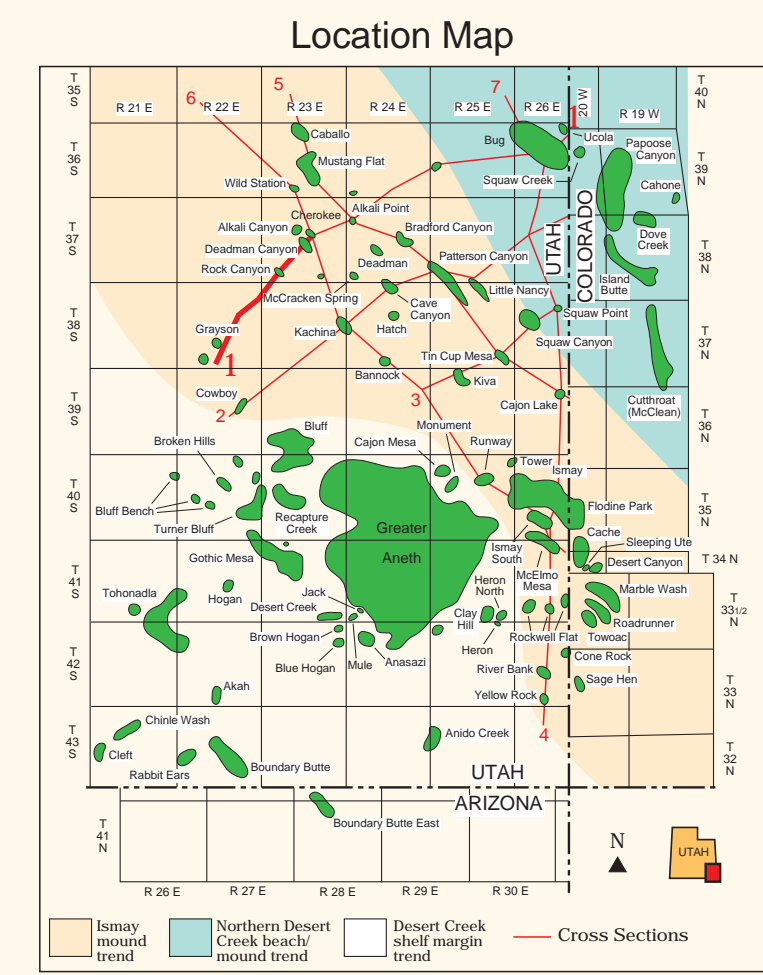 Location Map
T
35
S
T
36
S
T
37
S
T
38
S
T
39
S
T
40
S
T
41
S
T
42
S
T
43
S
T
41
N
R 21 E
R 22 E
R 23 E
R 24 E
R 25 E
R 26 E
20 W
R 19 W
T
40
N
T
39
N
T
38
N
T
37
N
T
36
N
T
35
N
T 34 N
T
33 1/2
N
T
33
N
T
32
N
6
5
7
1
Caballo
Mustang Flat
Wild Station
Bug
Ucola
Squaw Creek
Papoose
Canyon
Cahone
Cherokee
Alkali Point
Alkali Canyon
Deadman Canyon
Bradford Canyon
Rock Canyon
Deadman
Patterson Canyon
Dove
Creek
Island
Butte
UTAH
COLORADO
McCracken Spring
Cave
Canyon
Little Nancy
Squaw Point
Grayson
Kachina
Hatch
Squaw Canyon
1
Tin Cup Mesa
Bannock
Kiva
Cowboy
2
3
Cajon Lake
Cutthroat
(McClean)
Bluff
Monument
Broken Hills
Cajon Mesa
Runway
Tower
Ismay
Bluff Bench
Turner Bluff
Recapture
Creek
Greater
Aneth
Flodine Park
Cache
Sleeping Ute
Gothic Mesa
Ismay
South
McElmo
Mesa
Desert Canyon
Tohonadla
Hogan
Jack
Desert Creek
Heron
North
Clay
Hill
Marble Wash
Roadrunner
Brown Hogan
Blue Hogan
Mule
Anasazi
Heron
Rockwell Flat
Towoac
Cone Rock
River Bank
Sage Hen
Akah
Yellow Rock
Chinle Wash
Anido Creek
4
Cleft
Rabbit Ears
Boundary Butte
UTAH
ARIZONA
Boundary Butte East
N
UTAH
R 26 E
R 27 E
R 28 E
R 29 E
R 30 E
Ismay
mound
trend
Northern Desert
Creek beach/
mound trend
Desert Creek
shelf margin
trend
Cross Sections